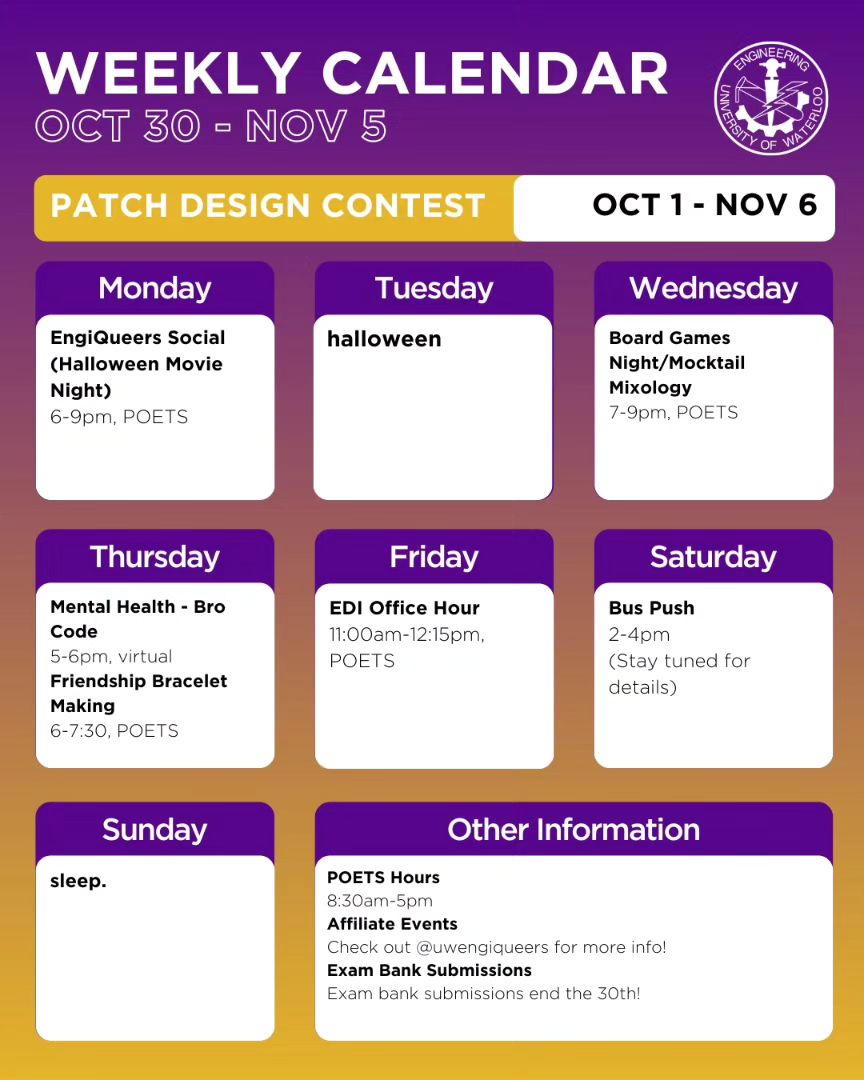 WEEKLY CALENDAR
OCT 30 - NOV 5
ENGINEERING
UNIVERSITY OF WATERLOO
PATCH DESIGN CONTEST
OCT 1 - NOV 6
Monday
EngiQueers Social
(Halloween Movie
Night)
6-9pm, POETS
Tuesday
halloween
Wednesday
Board Games
Night/Mocktail
Mixology
7-9pm, POETS
Thursday
Mental Health - Bro
Code
5-6pm, virtual
Friendship Bracelet
Making
6-7:30, POETS
Friday
EDI Office Hour
11:00am-12:15pm,
POETS
Saturday
Bus Push
2-4pm
(Stay tuned for
details)
Sunday
sleep.
Other Information
POETS Hours
8:30am-5pm
Affiliate Events
Check out @uwengiqueers for more info!
Exam Bank Submissions
Exam bank submissions end the 30th!